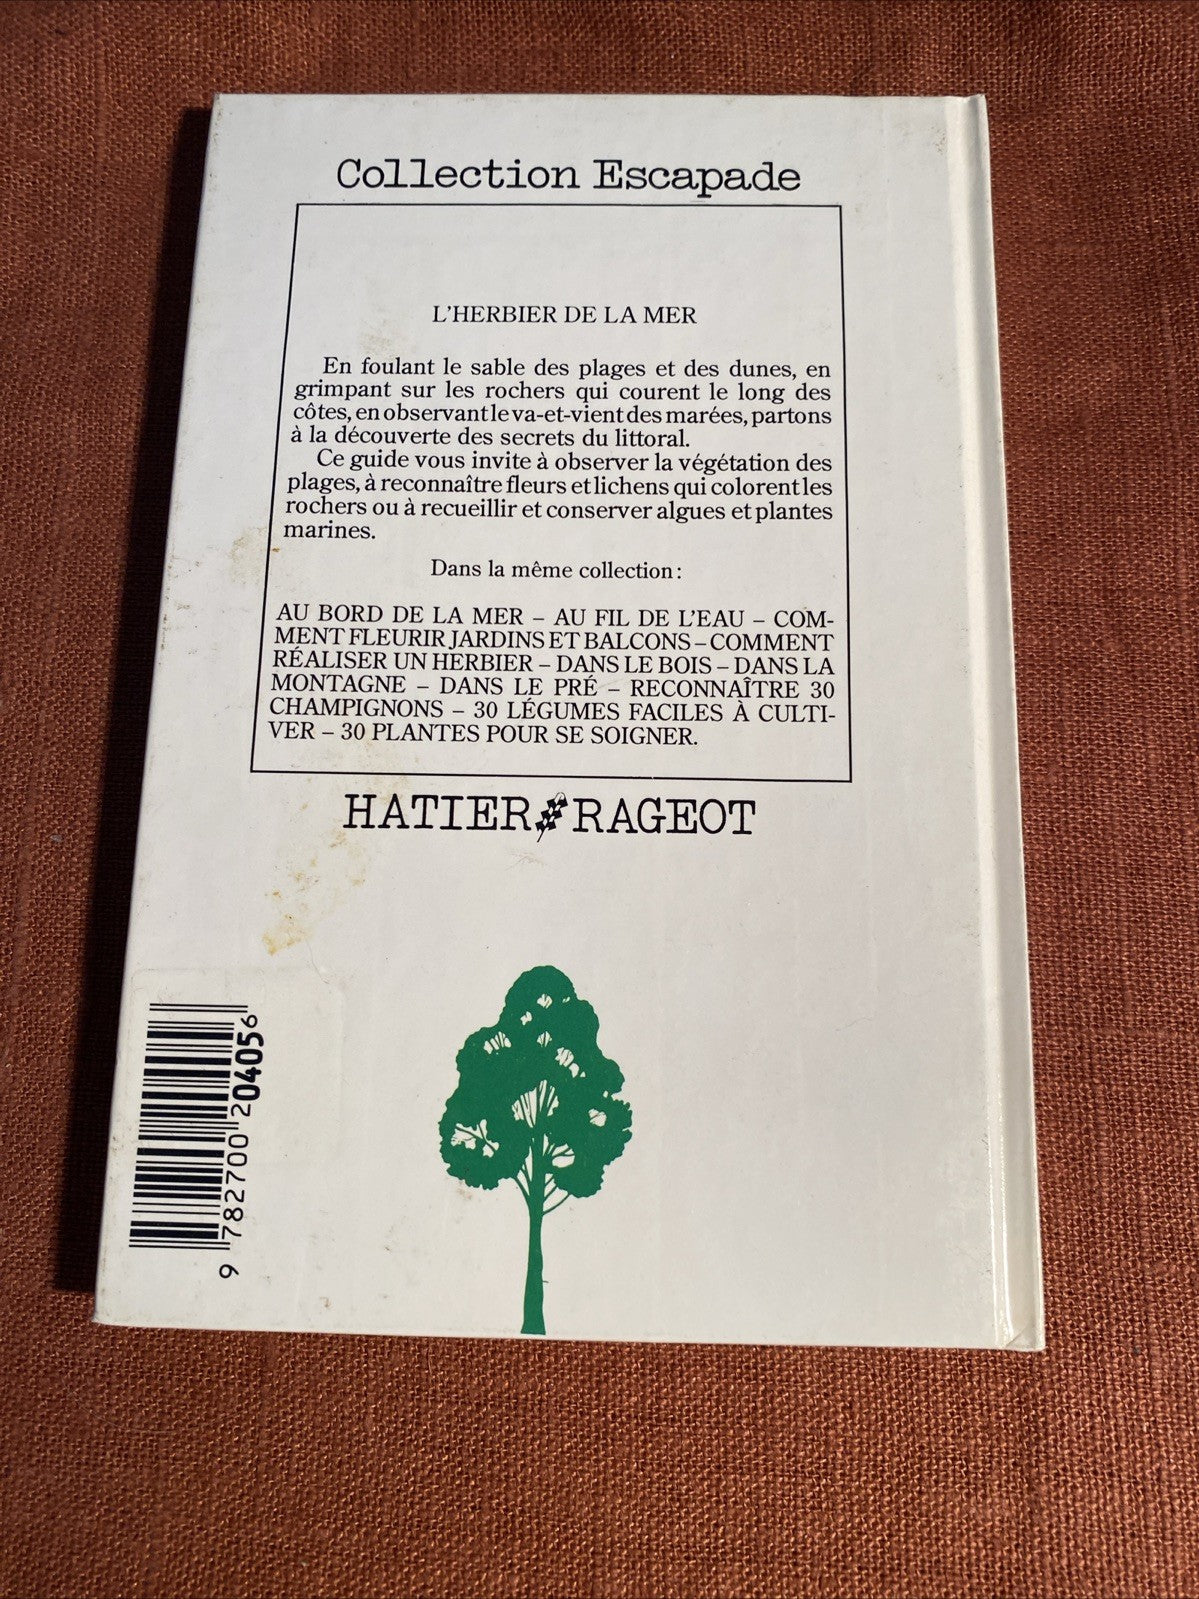 Collection Escapade
L'HERBIER DE LA MER
En foulant le sable des plages et des dunes, en
grimpant sur les rochers qui courent le long des
côtes, en observant le va-et-vient des marées, partons
à la découverte des secrets du littoral.
Ce guide vous invite à observer la végétation des
plages, à reconnaître fleurs et lichens qui colorent les
rochers ou à recueillir et conserver algues et plantes
marines.
Dans la même collection :
AU BORD DE LA MER – AU FIL DE L'EAU – COM-
MENT FLEURIR JARDINS ET BALCONS – COMMENT
RÉALISER UN HERBIER – DANS LE BOIS – DANS LA
MONTAGNE – DANS LE PRÉ – RECONNAÎTRE 30
CHAMPIGNONS – 30 LÉGUMES FACILES À CULTI-
VER – 30 PLANTES POUR SE SOIGNER.
HATIER RAGEOT
9 782700 204056